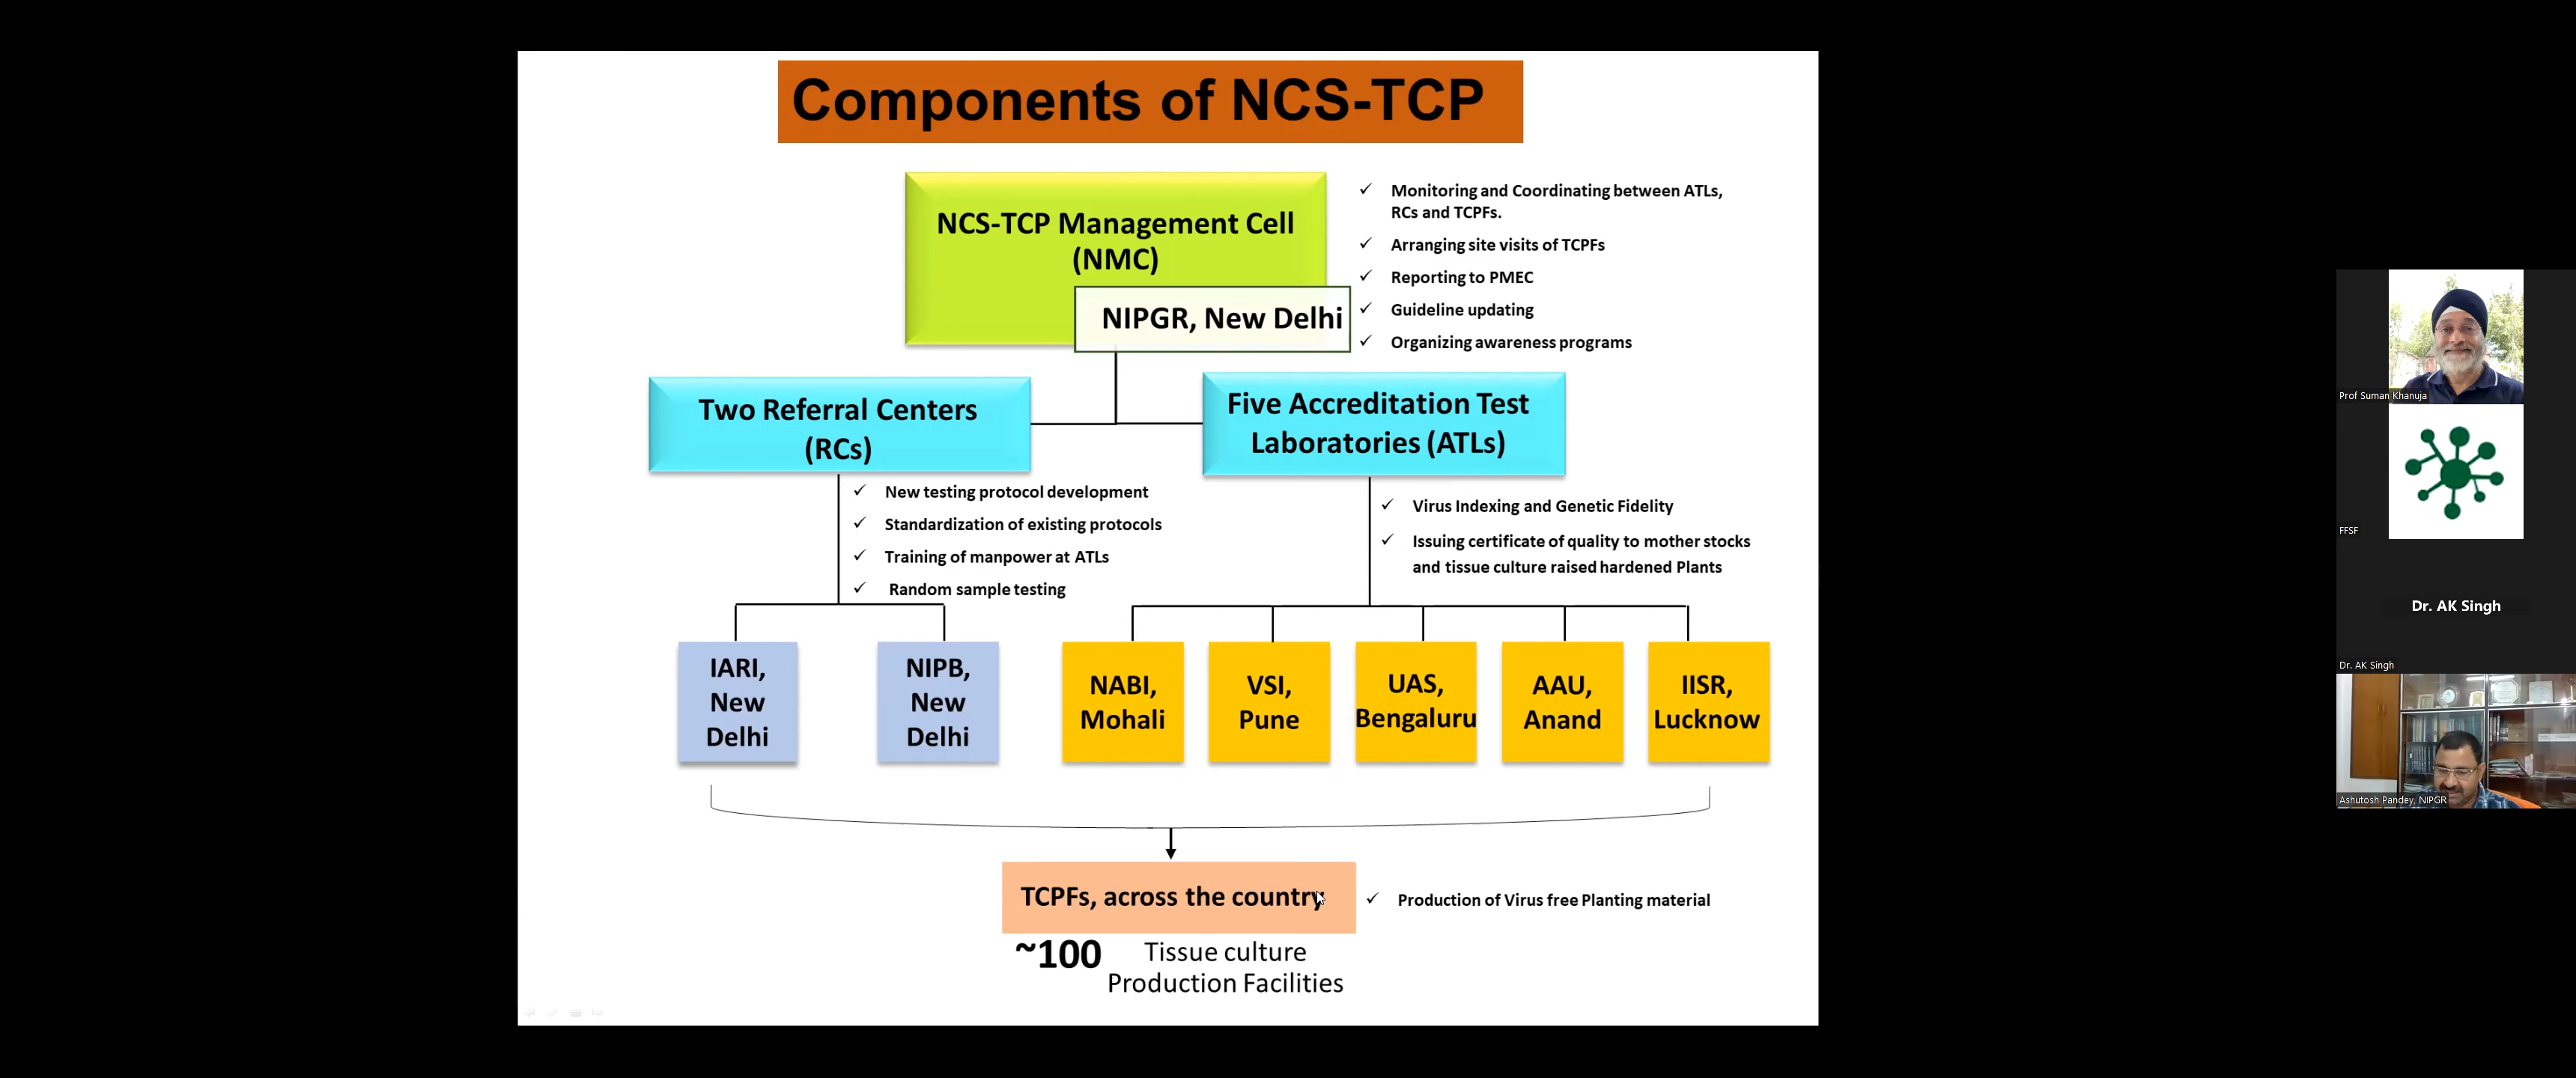 Components of NCS-TCP
NCS-TCP Management Cell
(NMC)
NIPGR, New Delhi
✓ Monitoring and Coordinating between ATLs,
RCs and TCPFs.
✓ Arranging site visits of TCPFs
✓ Reporting to PMEC
✓ Guideline updating
✓ Organizing awareness programs
Two Referral Centers
(RCs)
Five Accreditation Test
Laboratories (ATLs)
✓ New testing protocol development
✓ Standardization of existing protocols
✓ Training of manpower at ATLs
✓ Random sample testing
✓ Virus Indexing and Genetic Fidelity
✓ Issuing certificate of quality to mother stocks
and tissue culture raised hardened Plants
IARI,
New
Delhi
NIPB,
New
Delhi
NABI,
Mohali
VSI,
Pune
UAS,
Bengaluru
AAU,
Anand
IISR,
Lucknow
TCPFs, across the country
✓ Production of Virus free Planting material
~100 Tissue culture
Production Facilities
Prof Suman Khanuja
FFSF
Dr. AK Singh
Dr. AK Singh
Ashutosh Pandey, NIPGR